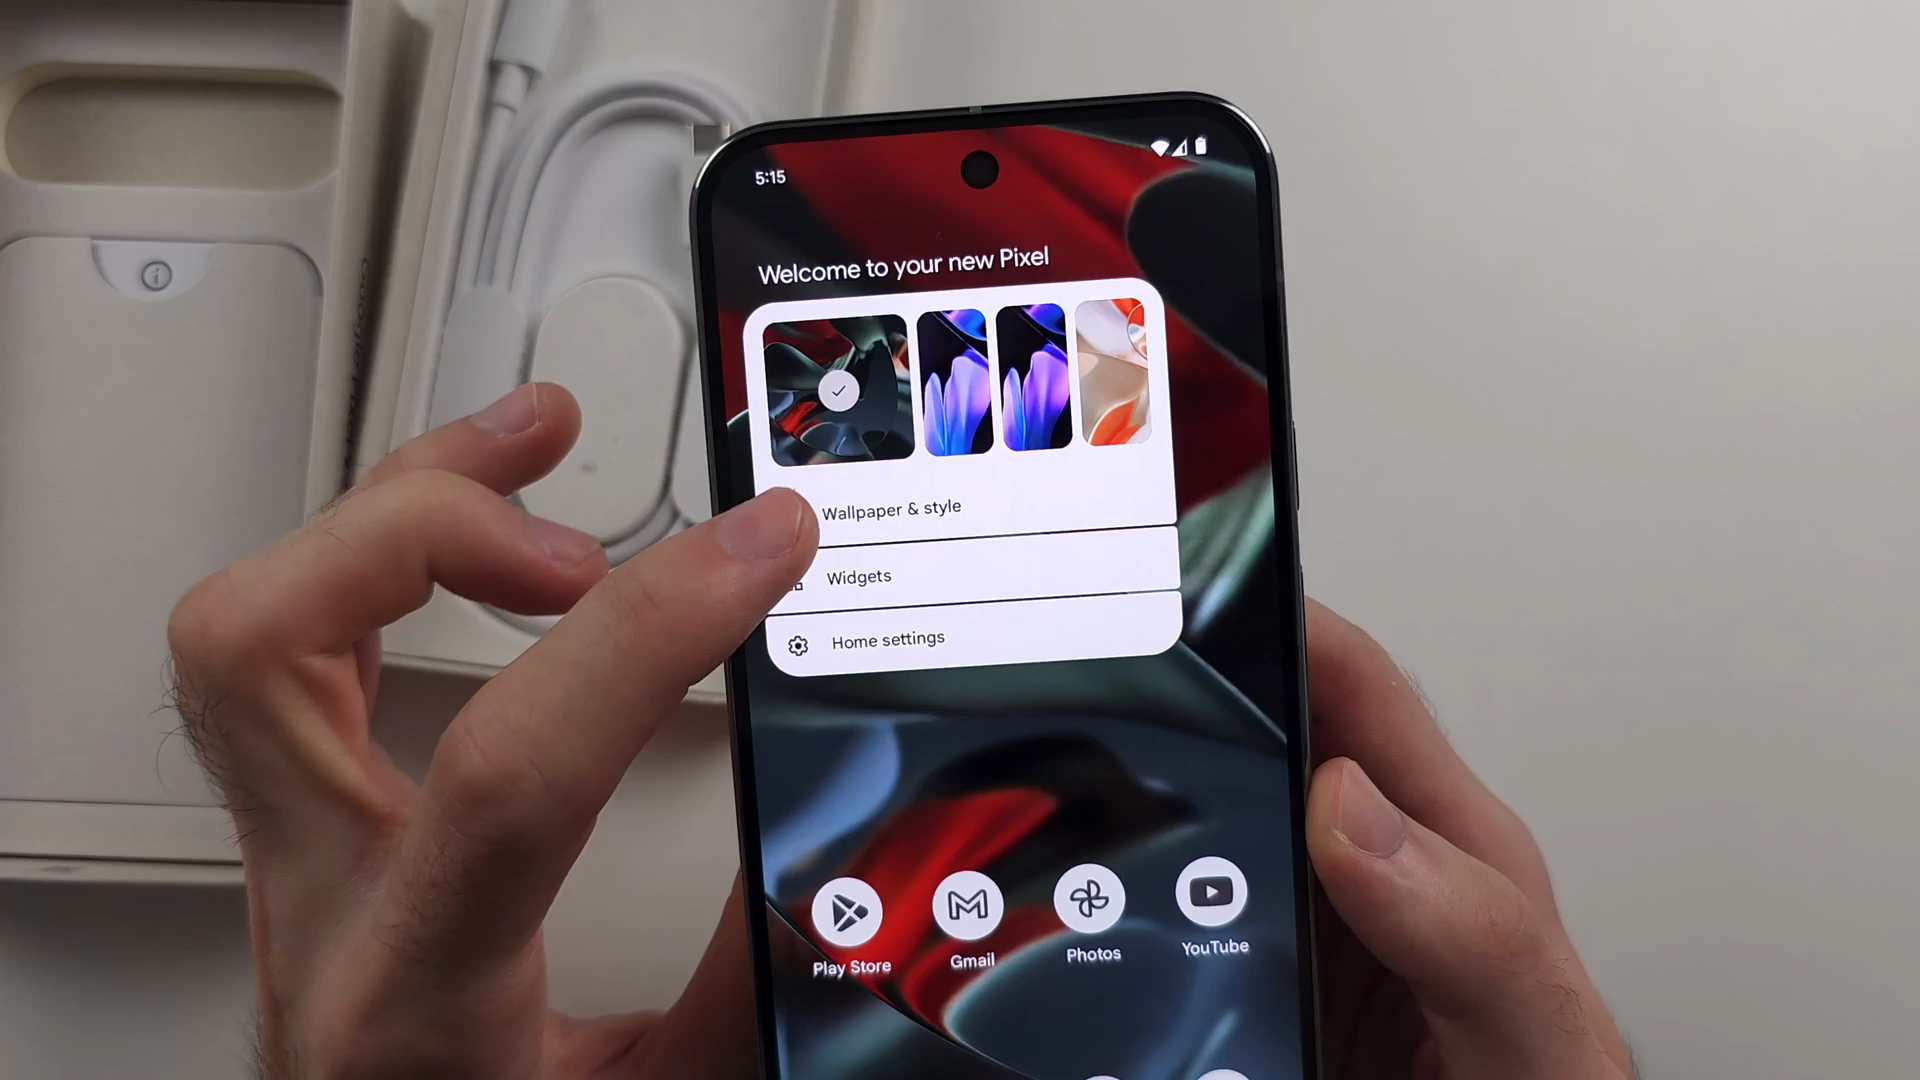 5:15
Welcome to your new Pixel
Wallpaper & style
Widgets
Home settings
Play Store
Gmail
Photos
YouTube